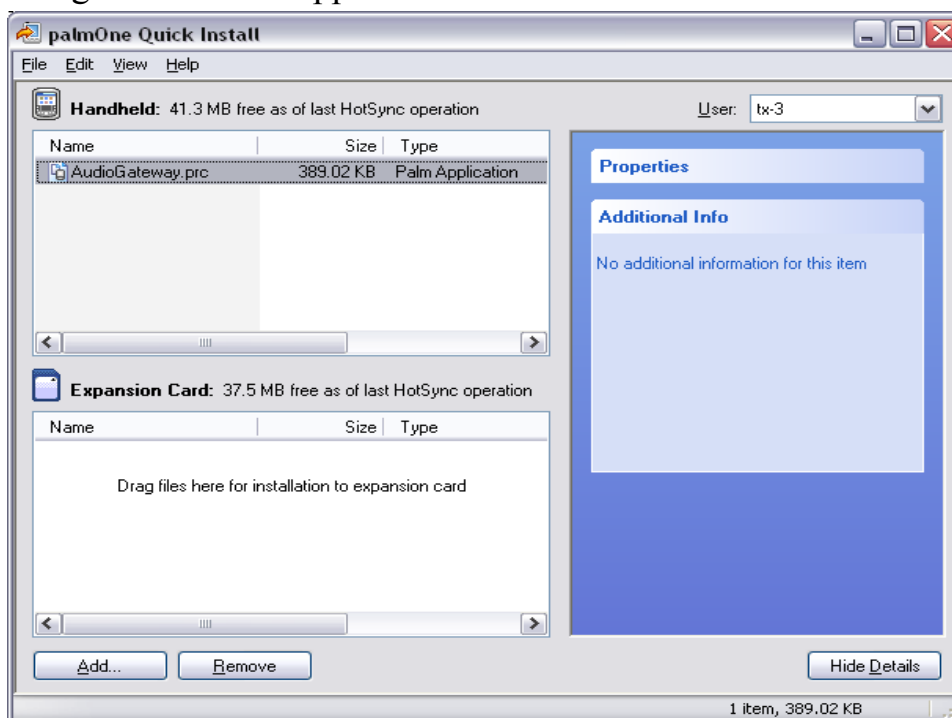 palmOne Quick Install
File Edit View Help
Handheld: 41.3 MB free as of last HotSync operation
User: tx-3
Name Size Type
AudioGateway.prc 389.02 KB Palm Application
Properties
Additional Info
No additional information for this item
Expansion Card: 37.5 MB free as of last HotSync operation
Name Size Type
Drag files here for installation to expansion card
Add... Remove Hide Details
1 item, 389.02 KB